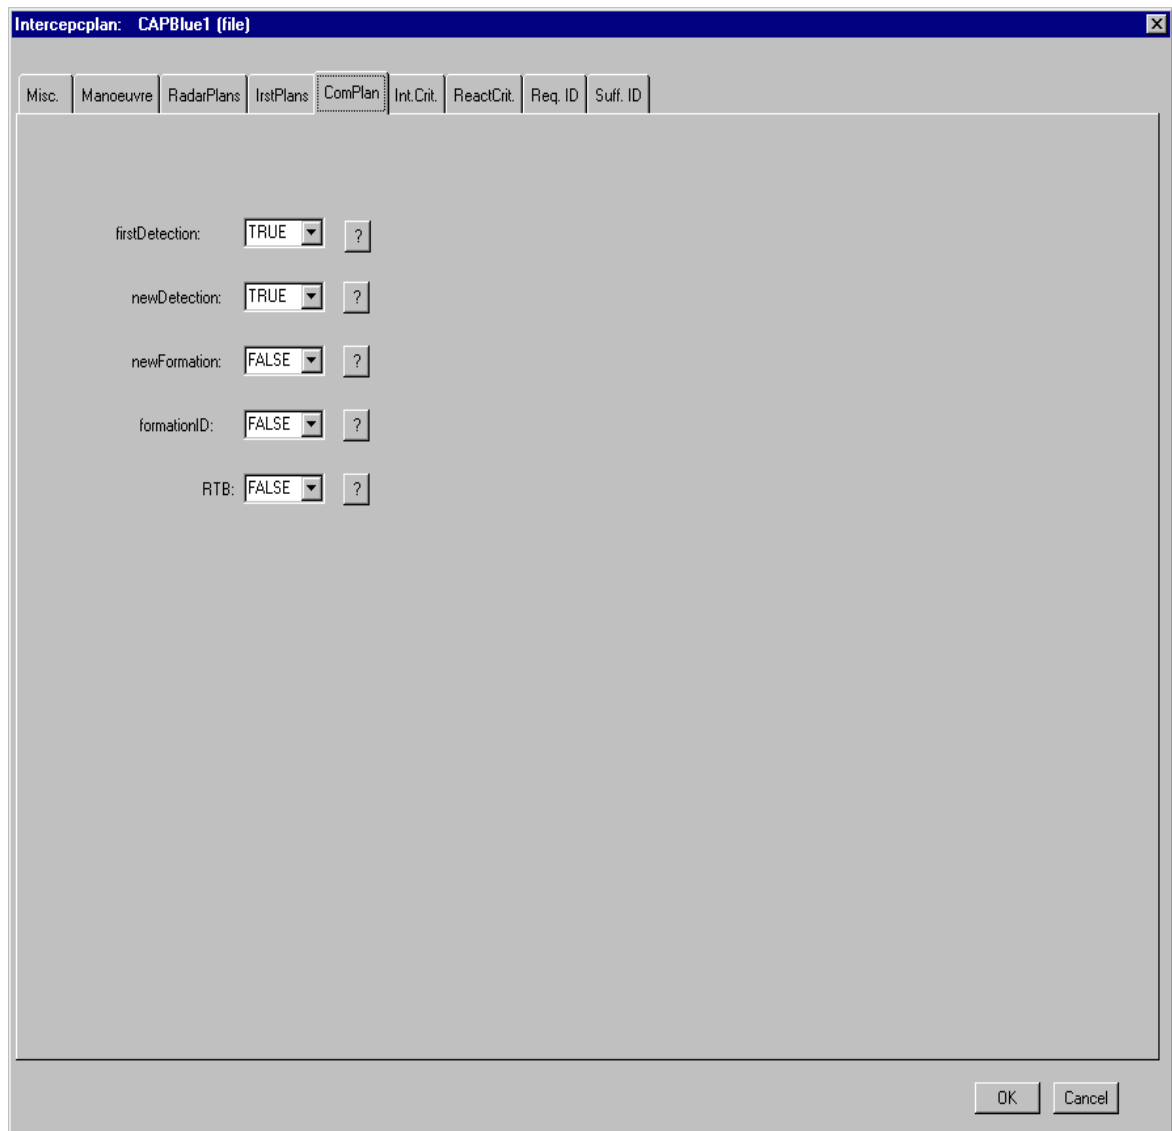 Intercepcplan: CAPBlue1 (file)
Misc. Manoeuvre RadarPlans IrstPlans ComPlan Int.Crit. ReactCrit. Req. ID Suff. ID
firstDetection: TRUE ?
newDetection: TRUE ?
newFormation: FALSE ?
formationID: FALSE ?
RTB: FALSE ?
OK Cancel